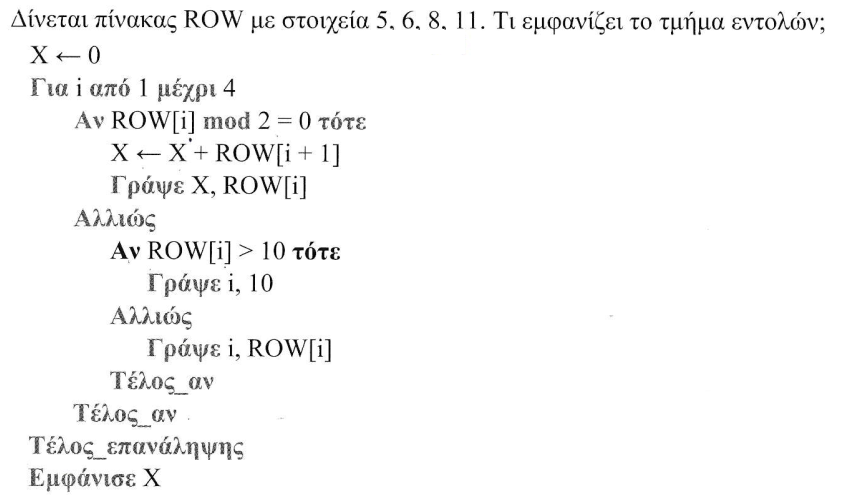 Δίνεται πίνακας ROW με στοιχεία 5, 6, 8, 11. Τι εμφανίζει το τμήμα εντολών;
X ← 0
Για i από 1 μέχρι 4
Αν ROW[i] mod 2 = 0 τότε
X ← X + ROW[i + 1]
Γράψε X, ROW[i]
Αλλιώς
Αν ROW[i] > 10 τότε
Γράψε i, 10
Αλλιώς
Γράψε i, ROW[i]
Τέλος_αν
Τέλος_αν
Τέλος_επανάληψης
Εμφάνισε X